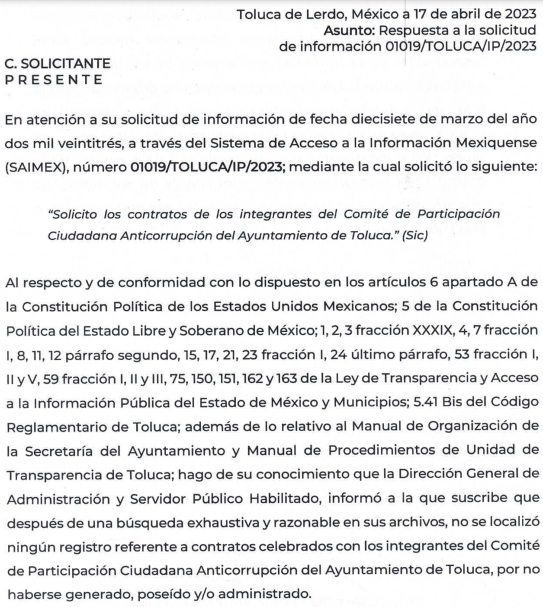 Toluca de Lerdo, México a 17 de abril de 2023
Asunto: Respuesta a la solicitud
de información 01019/TOLUCA/IP/2023
C. SOLICITANTE
P R E S E N T E
En atención a su solicitud de información de fecha diecisiete de marzo del año
dos mil veintitrés, a través del Sistema de Acceso a la Información Mexiquense
(SAIMEX), número 01019/TOLUCA/IP/2023; mediante la cual solicitó lo siguiente:
“Solicito los contratos de los integrantes del Comité de Participación
Ciudadana Anticorrupción del Ayuntamiento de Toluca.” (Sic)
Al respecto y de conformidad con lo dispuesto en los artículos 6 apartado A de
la Constitución Política de los Estados Unidos Mexicanos; 5 de la Constitución
Política del Estado Libre y Soberano de México; 1, 2, 3 fracción XXXIX, 4, 7 fracción
I, 8, 11, 12 párrafo segundo, 15, 17, 21, 23 fracción I, 24 último párrafo, 53 fracción I,
II y V, 59 fracción I, II y III, 75, 150, 151, 162 y 163 de la Ley de Transparencia y Acceso
a la Información Pública del Estado de México y Municipios; 5.41 Bis del Código
Reglamentario de Toluca; además de lo relativo al Manual de Organización de
la Secretaría del Ayuntamiento y Manual de Procedimientos de Unidad de
Transparencia de Toluca; hago de su conocimiento que la Dirección General de
Administración y Servidor Público Habilitado, informó a la que suscribe que
después de una búsqueda exhaustiva y razonable en sus archivos, no se localizó
ningún registro referente a contratos celebrados con los integrantes del Comité
de Participación Ciudadana Anticorrupción del Ayuntamiento de Toluca, por no
haberse generado, poseído y/o administrado.